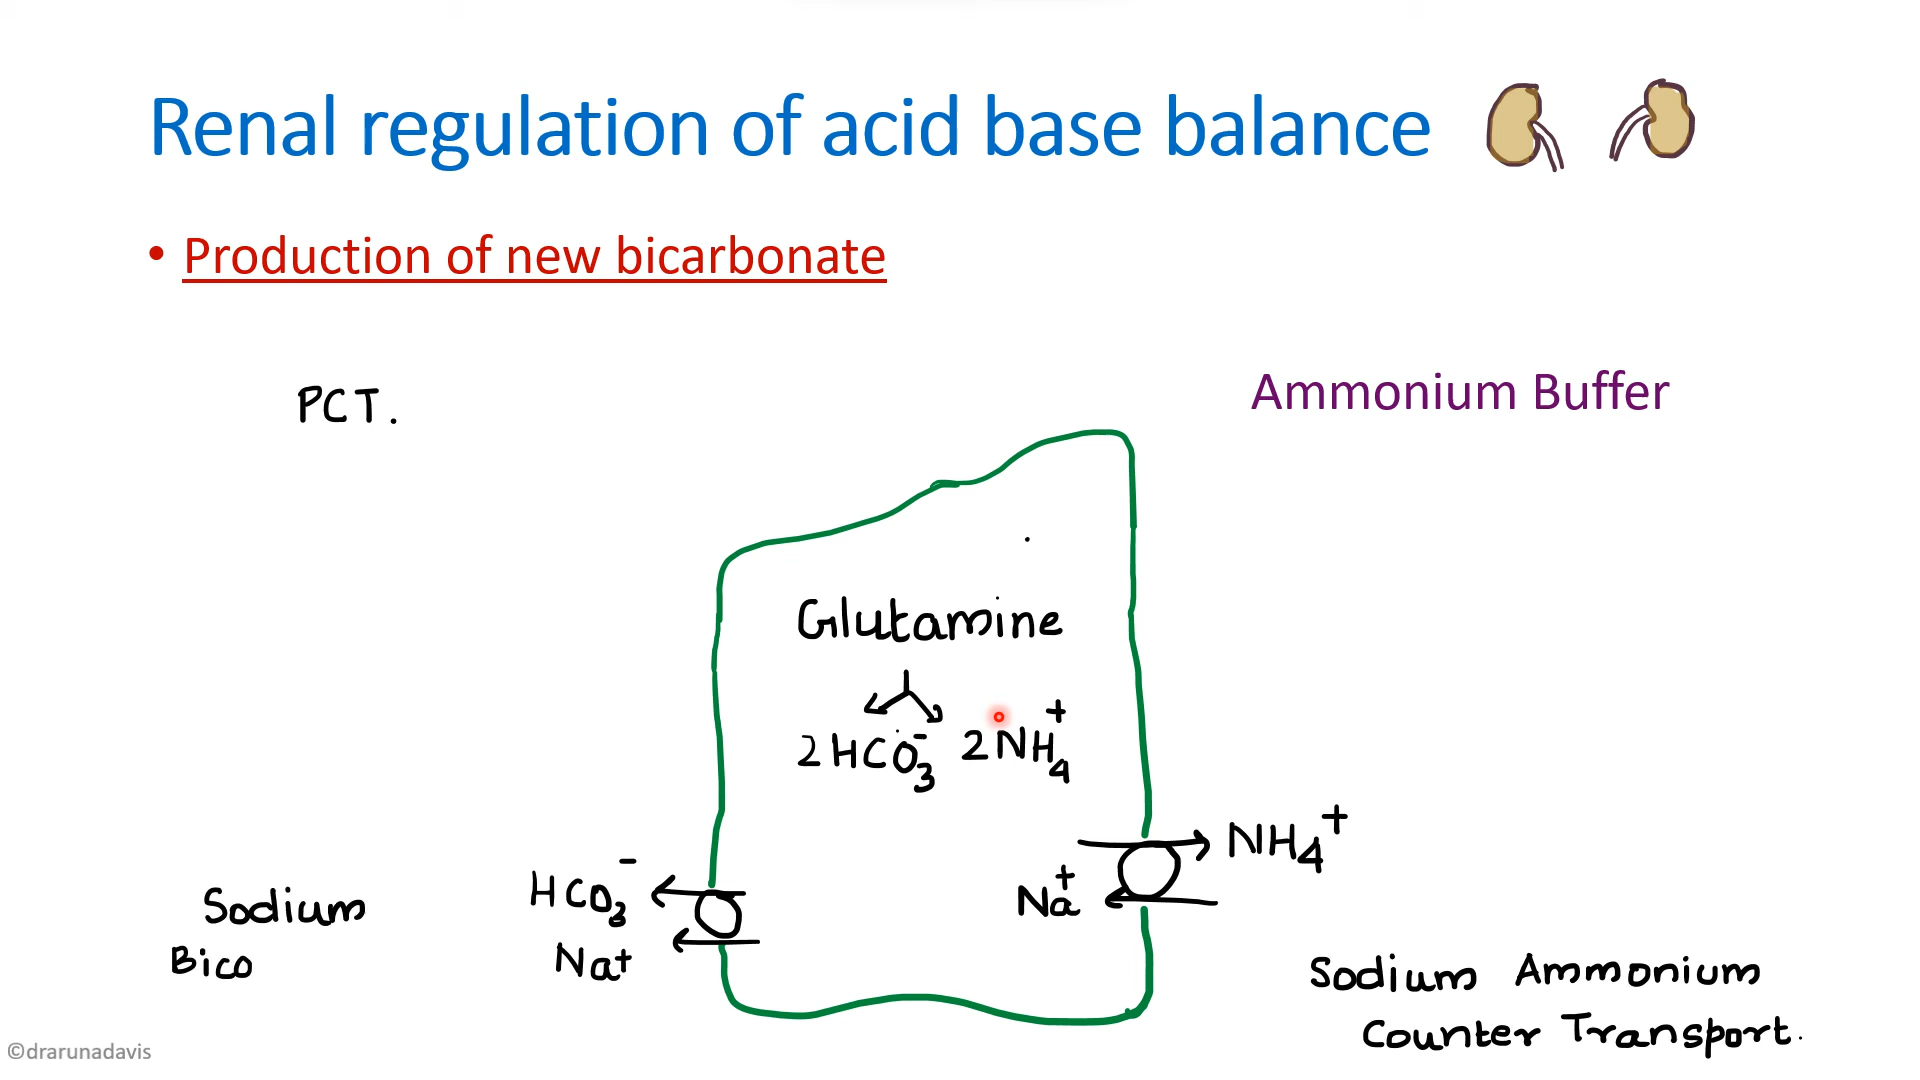 Renal regulation of acid base balance
• Production of new bicarbonate
PCT.
Ammonium Buffer
Glutamine
2HCO3⁻ 2NH4⁺
NH4⁺
HCO3⁻
Na⁺
Sodium
Bico
Na⁺
Sodium Ammonium
Counter Transport.
©drarunadavis